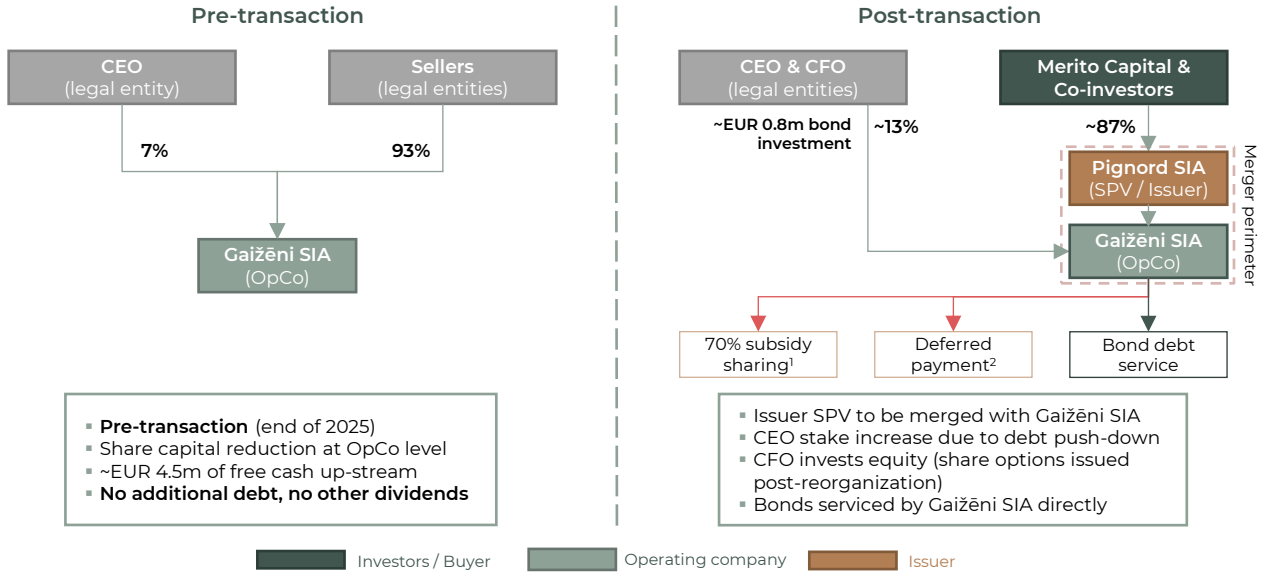 Pre-transaction
CEO
(legal entity)
Sellers
(legal entities)
7%
93%
Gaižēni SIA
(OpCo)
▪ Pre-transaction (end of 2025)
▪ Share capital reduction at OpCo level
▪ ~EUR 4.5m of free cash up-stream
▪ No additional debt, no other dividends
Post-transaction
CEO & CFO
(legal entities)
Merito Capital &
Co-investors
~EUR 0.8m bond
investment
~13%
~87%
Pignord SIA
(SPV / Issuer)
Gaižēni SIA
(OpCo)
Merger perimeter
70% subsidy
sharing¹
Deferred
payment²
Bond debt
service
▪ Issuer SPV to be merged with Gaižēni SIA
▪ CEO stake increase due to debt push-down
▪ CFO invests equity (share options issued
post-reorganization)
▪ Bonds serviced by Gaižēni SIA directly
Investors / Buyer
Operating company
Issuer